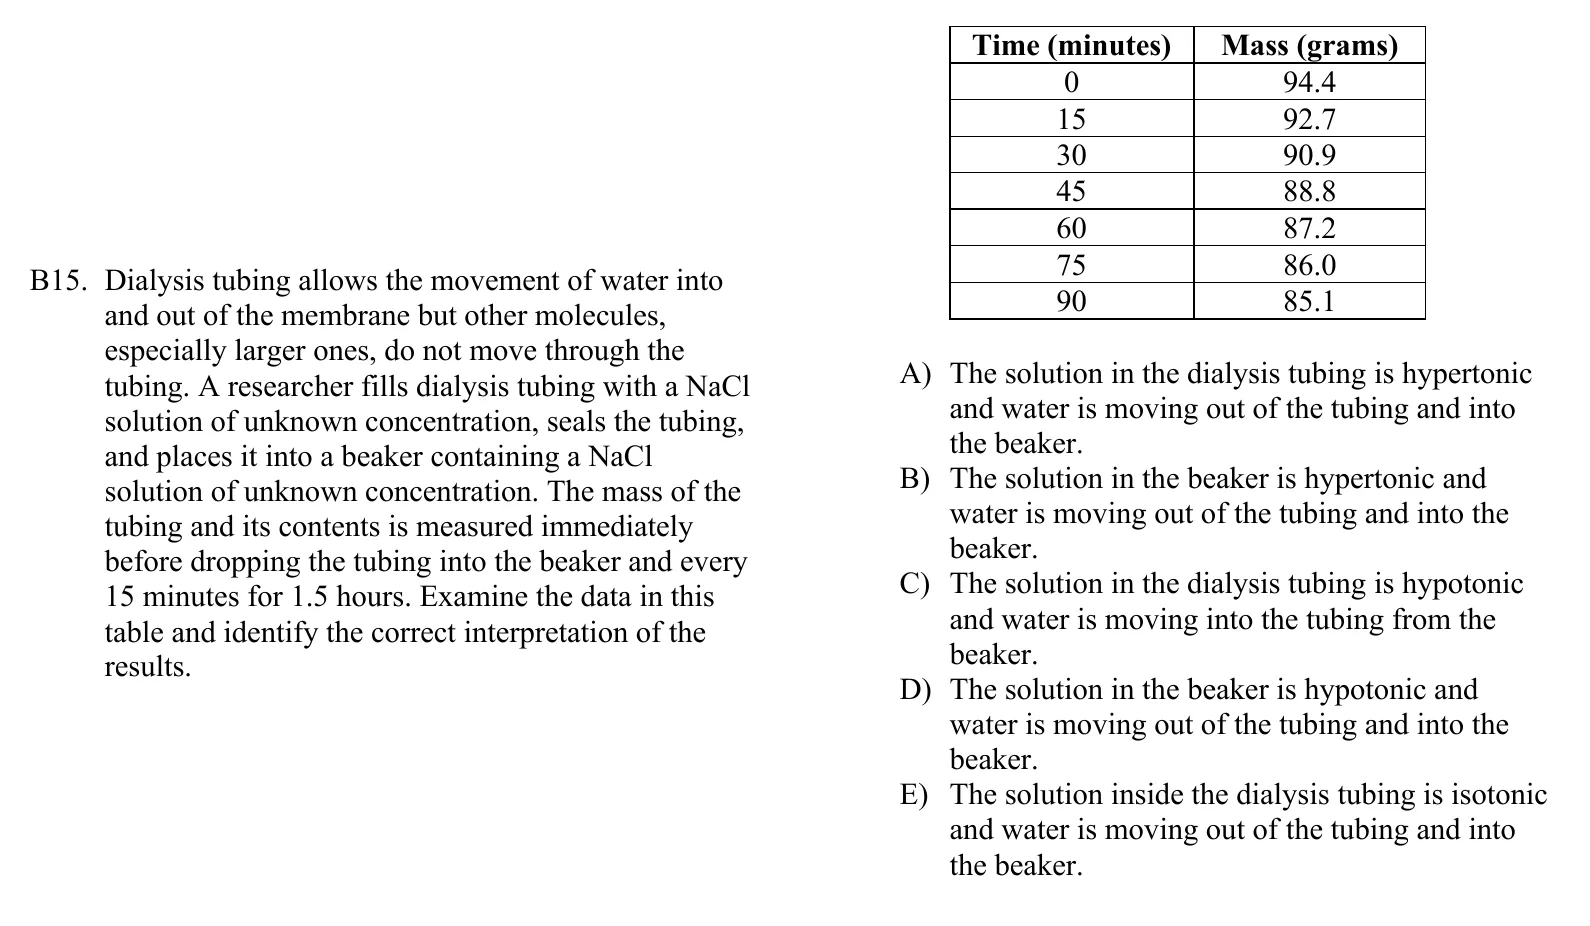 B15. Dialysis tubing allows the movement of water into
and out of the membrane but other molecules,
especially larger ones, do not move through the
tubing. A researcher fills dialysis tubing with a NaCl
solution of unknown concentration, seals the tubing,
and places it into a beaker containing a NaCl
solution of unknown concentration. The mass of the
tubing and its contents is measured immediately
before dropping the tubing into the beaker and every
15 minutes for 1.5 hours. Examine the data in this
table and identify the correct interpretation of the
results.
Time (minutes) Mass (grams)
0 94.4
15 92.7
30 90.9
45 88.8
60 87.2
75 86.0
90 85.1
A) The solution in the dialysis tubing is hypertonic
and water is moving out of the tubing and into
the beaker.
B) The solution in the beaker is hypertonic and
water is moving out of the tubing and into the
beaker.
C) The solution in the dialysis tubing is hypotonic
and water is moving into the tubing from the
beaker.
D) The solution in the beaker is hypotonic and
water is moving out of the tubing and into the
beaker.
E) The solution inside the dialysis tubing is isotonic
and water is moving out of the tubing and into
the beaker.